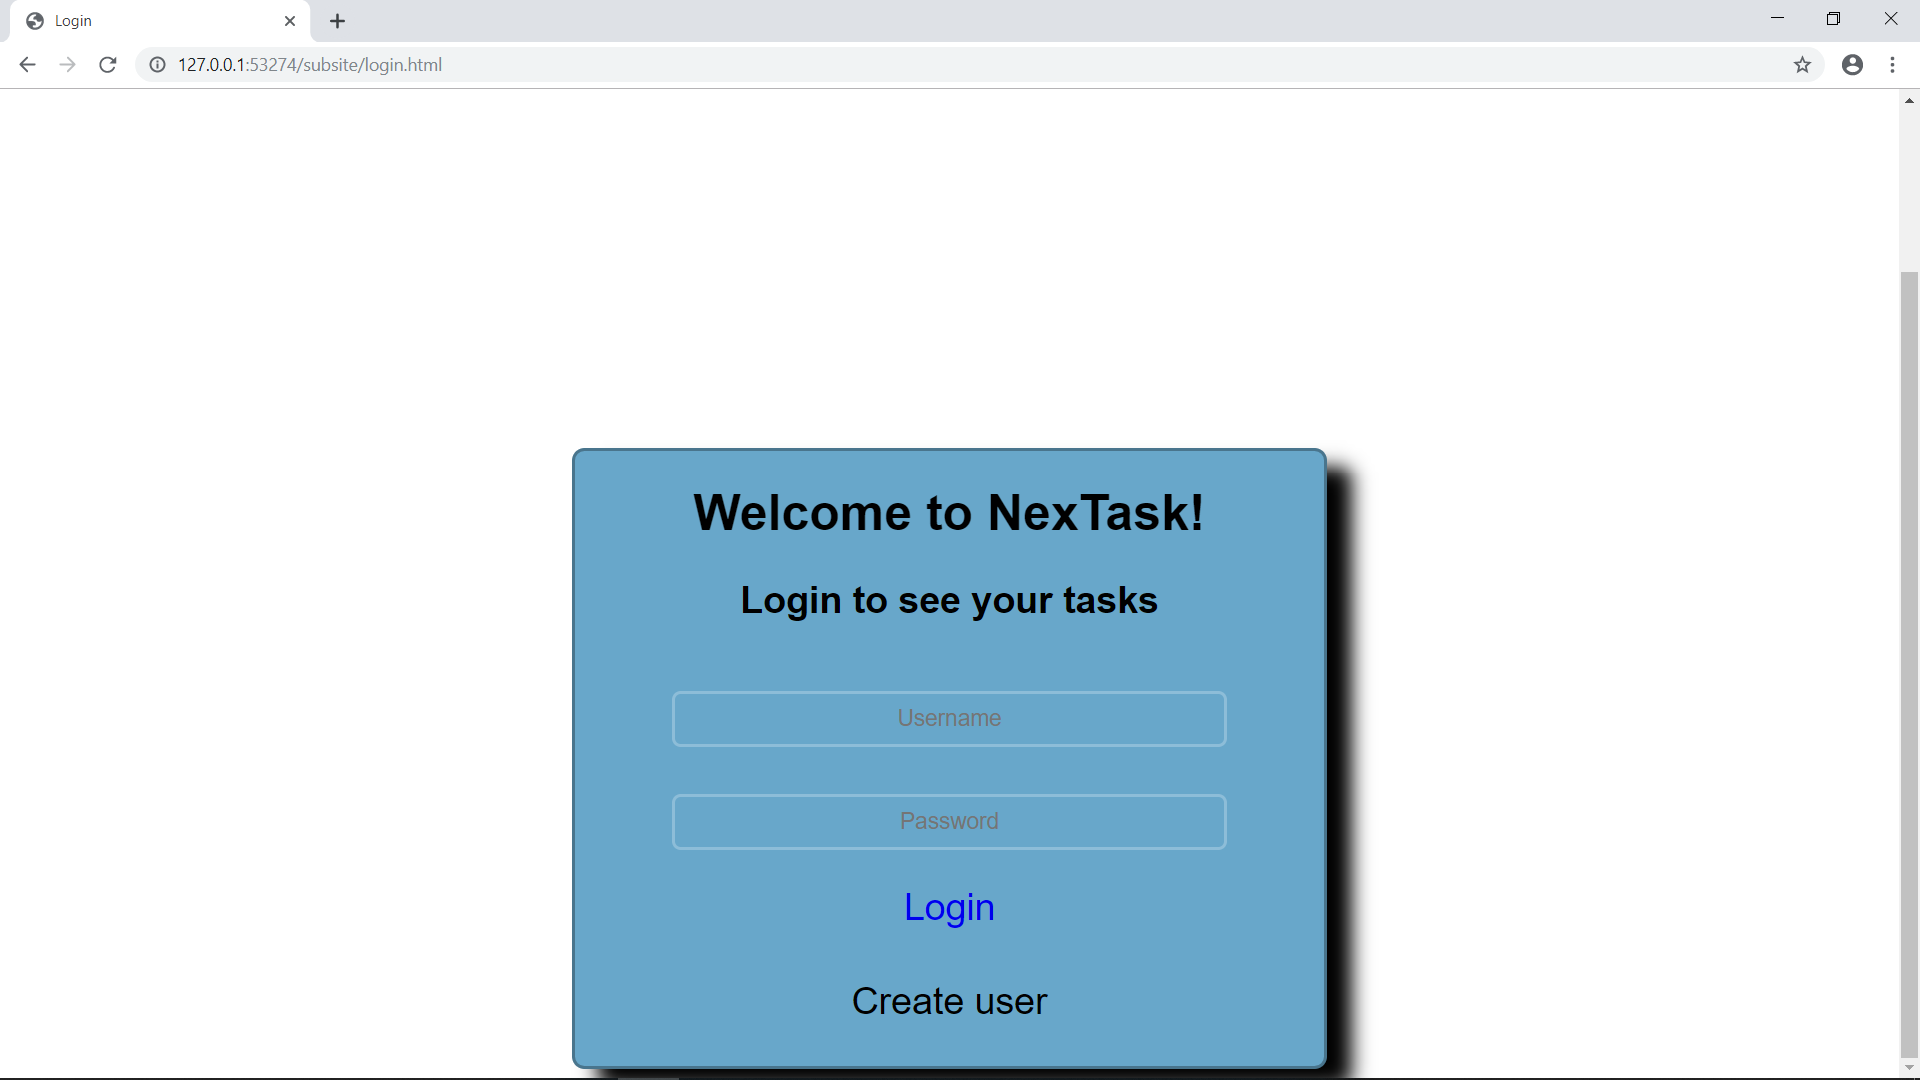 Login
127.0.0.1:53274/subsite/login.html
Welcome to NexTask!
Login to see your tasks
Username
Password
Login
Create user